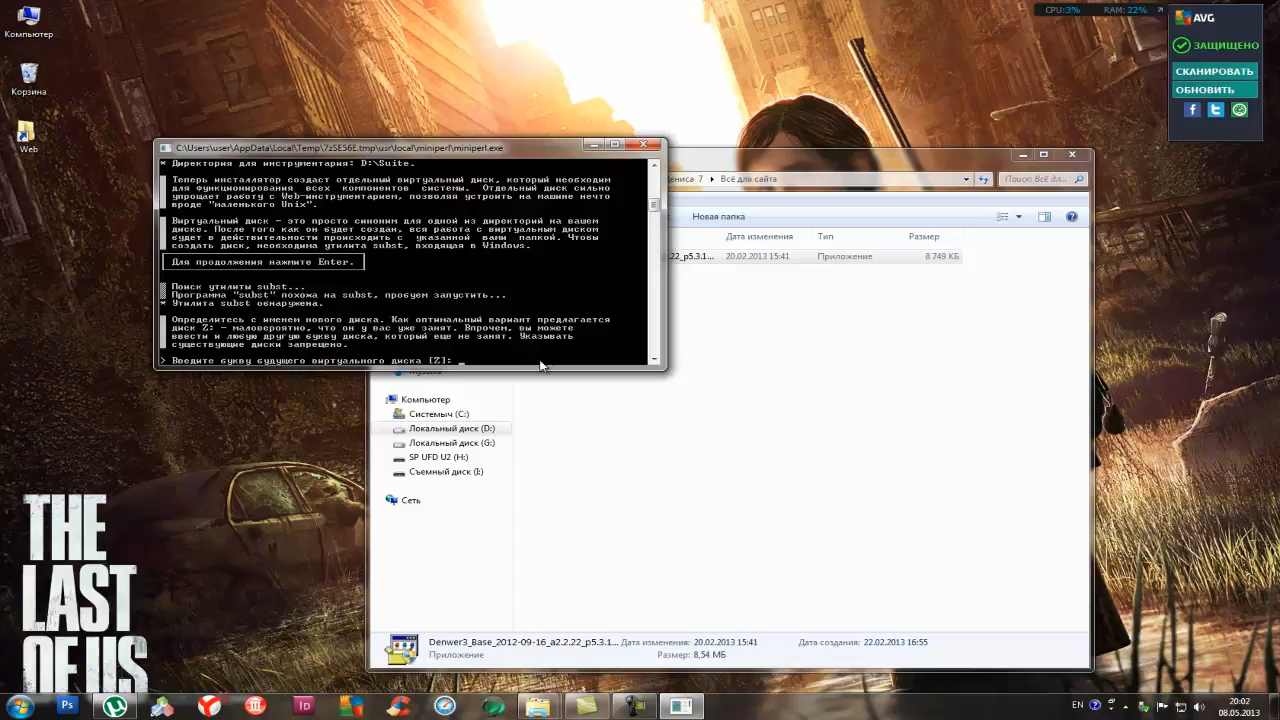 Компьютер
Корзина
Web
CPU:3% RAM: 22%
AVG
ЗАЩИЩЕНО
СКАНИРОВАТЬ
ОБНОВИТЬ
C:\Users\user\AppData\Local\Temp\7zSE56E.tmp\usr\local\miniperl\miniperl.exe
* Директория для инструментария: D:\Suite.
Теперь инсталлятор создаст отдельный виртуальный диск, который необходим
для функционирования всех компонентов системы. Отдельный диск сильно
упрощает работу с Web-инструментарием, позволяя устроить на машине нечто
вроде "маленького Unix".
Виртуальный диск - это просто синоним для одной из директорий на вашем
диске. После того как он будет создан, вся работа с виртуальным диском
будет в действительности происходить с указанной вами папкой. Чтобы
создать диск, необходима утилита subst, входящая в Windows.
Для продолжения нажмите Enter.
Поиск утилиты subst...
Программа "subst" похожа на subst, пробуем запустить...
* Утилита subst обнаружена.
Определитесь с именем нового диска. Как оптимальный вариант предлагается
диск Z: - маловероятно, что он у вас уже занят. Впрочем, вы можете
ввести и любую другую букву диска, который еще не занят. Указывать
существующие диски запрещено.
> Введите букву будущего виртуального диска [Z]: _
ениса 7 Всё для сайта
Поиск: Всё дл...
Новая папка
Дата изменения Тип Размер
.22_p5.3.1... 20.02.2013 15:41 Приложение 8 749 КБ
Компьютер
Системыч (C:)
Локальный диск (D:)
Локальный диск (G:)
SP UFD U2 (H:)
Съемный диск (I:)
Сеть
Denwer3_Base_2012-09-16_a2.2.22_p5.3.1... Дата изменения: 20.02.2013 15:41 Дата создания: 22.02.2013 16:55
Приложение Размер: 8,54 МБ
THE
LAST
OF US
EN
20:02
08.05.2013